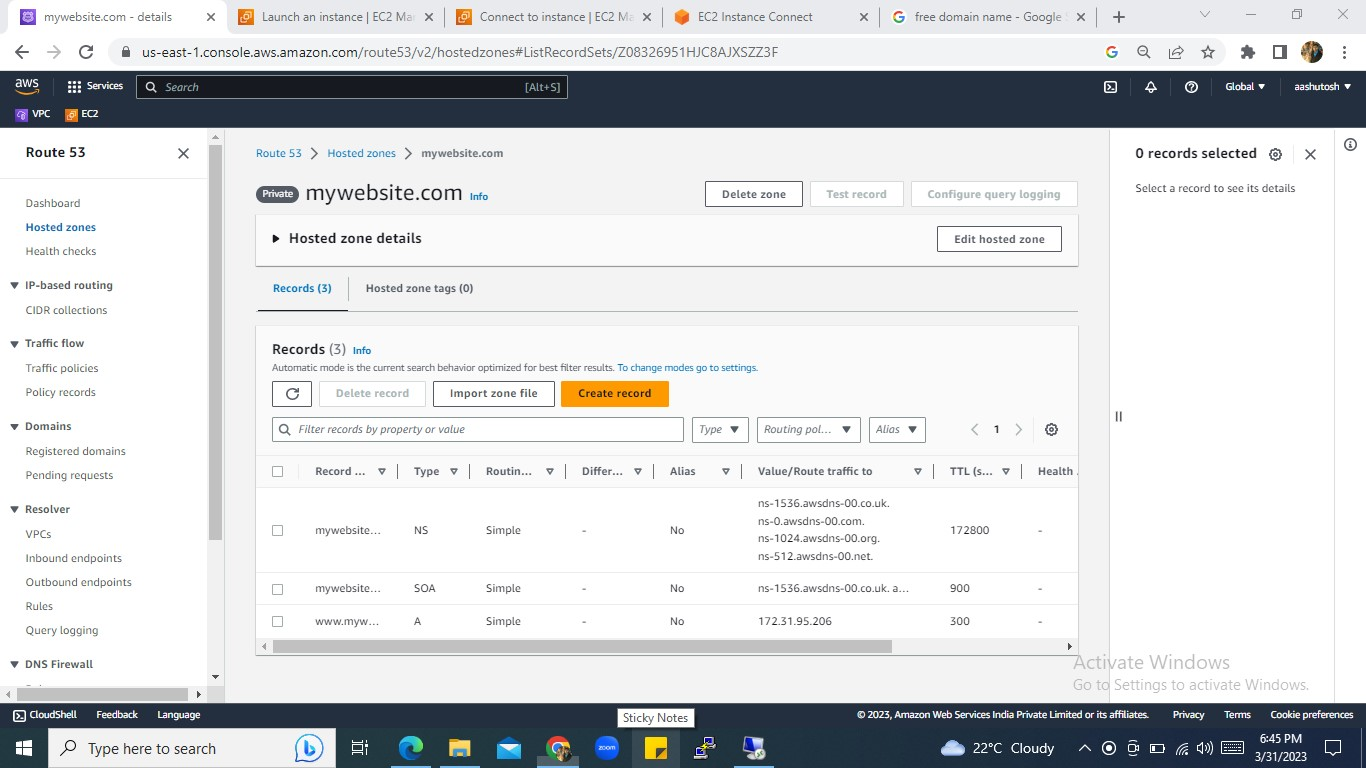 mywebsite.com - details
Launch an instance | EC2 Ma
Connect to instance | EC2 Ma
EC2 Instance Connect
free domain name - Google S
us-east-1.console.aws.amazon.com/route53/v2/hostedzones#ListRecordSets/Z08326951HJC8AJXSZZ3F
aws
Services
Search
[Alt+S]
Global
aashutosh
VPC
EC2
Route 53
Dashboard
Hosted zones
Health checks
IP-based routing
CIDR collections
Traffic flow
Traffic policies
Policy records
Domains
Registered domains
Pending requests
Resolver
VPCs
Inbound endpoints
Outbound endpoints
Rules
Query logging
DNS Firewall
Route 53 Hosted zones mywebsite.com
Private mywebsite.com Info
Delete zone
Test record
Configure query logging
Hosted zone details
Edit hosted zone
Records (3)
Hosted zone tags (0)
Records (3) Info
Automatic mode is the current search behavior optimized for best filter results. To change modes go to settings.
Delete record
Import zone file
Create record
Filter records by property or value
Type
Routing pol...
Alias
1
Record ... Type Routin... Differ... Alias Value/Route traffic to TTL (s... Health
ns-1536.awsdns-00.co.uk.
ns-0.awsdns-00.com.
mywebsite... NS Simple - No 172800 -
ns-1024.awsdns-00.org.
ns-512.awsdns-00.net.
mywebsite... SOA Simple - No ns-1536.awsdns-00.co.uk. a... 900 -
www.myw... A Simple - No 172.31.95.206 300 -
0 records selected
Select a record to see its details
Activate Windows
Go to Settings to activate Windows.
CloudShell
Feedback
Language
Sticky Notes
© 2023, Amazon Web Services India Private Limited or its affiliates.
Privacy
Terms
Cookie preferences
Type here to search
zoom
22°C Cloudy
6:45 PM
3/31/2023